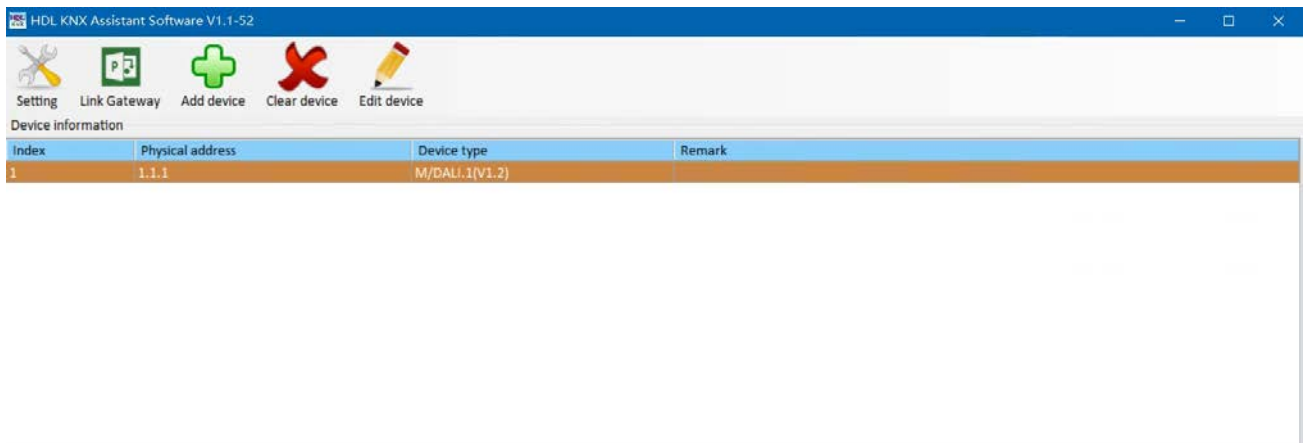 HDL KNX Assistant Software V1.1-52
Setting Link Gateway Add device Clear device Edit device
Device information
Index Physical address Device type Remark
1 1.1.1 M/DALI.1(V1.2)